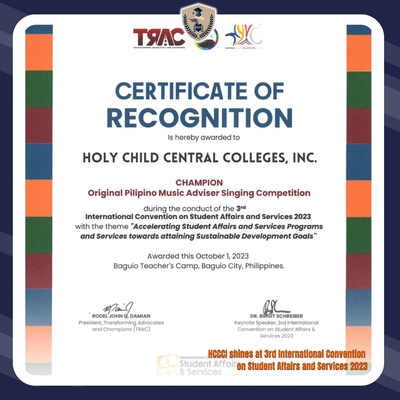 TRAC
CERTIFICATE OF
RECOGNITION
Is hereby awarded to
HOLY CHILD CENTRAL COLLEGES, INC.
CHAMPION
Original Pilipino Music Adviser Singing Competition
during the conduct of the 3rd
International Convention on Student Affairs and Services 2023
with the theme "Accelerating Student Affairs and Services Programs
and Services towards attaining Sustainable Development Goals"
Awarded this October 1, 2023
Baguio Teacher's Camp, Baguio City, Philippines.
RODEL JOHN G. DAMIAN
President, Transforming Advocates
and Champions (TRAC)
DR. BIRGIT SCHREIBER
Keynote Speaker, 3rd International
Convention on Student Affairs &
Services 2023
Student Affairs
& Services
HCCCI shines at 3rd International Convention
on Student Affairs and Services 2023